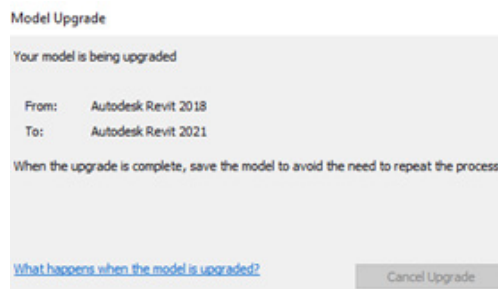 Model Upgrade
Your model is being upgraded
From: Autodesk Revit 2018
To: Autodesk Revit 2021
When the upgrade is complete, save the model to avoid the need to repeat the process
What happens when the model is upgraded?
Cancel Upgrade